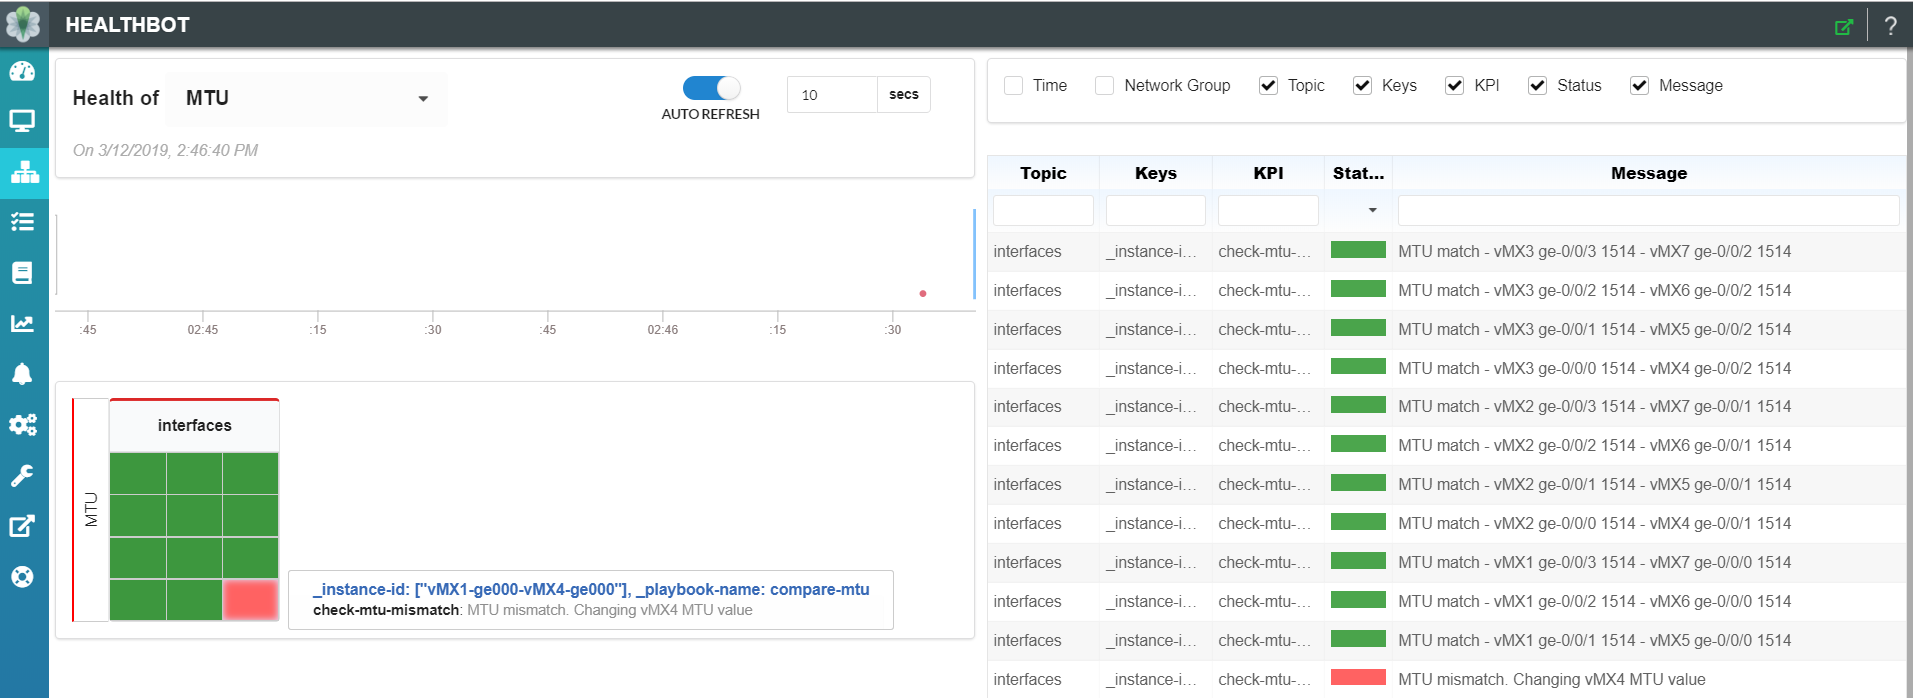 HEALTHBOT
?
Health of MTU
AUTO REFRESH
10 secs
On 3/12/2019, 2:46:40 PM
:45 02:45 :15 :30 :45 02:46 :15 :30
interfaces
MTU
_instance-id: ["vMX1-ge000-vMX4-ge000"], _playbook-name: compare-mtu
check-mtu-mismatch: MTU mismatch. Changing vMX4 MTU value
Time Network Group Topic Keys KPI Status Message
Topic Keys KPI Stat... Message
interfaces _instance-i... check-mtu-... MTU match - vMX3 ge-0/0/3 1514 - vMX7 ge-0/0/2 1514
interfaces _instance-i... check-mtu-... MTU match - vMX3 ge-0/0/2 1514 - vMX6 ge-0/0/2 1514
interfaces _instance-i... check-mtu-... MTU match - vMX3 ge-0/0/1 1514 - vMX5 ge-0/0/2 1514
interfaces _instance-i... check-mtu-... MTU match - vMX3 ge-0/0/0 1514 - vMX4 ge-0/0/2 1514
interfaces _instance-i... check-mtu-... MTU match - vMX2 ge-0/0/3 1514 - vMX7 ge-0/0/1 1514
interfaces _instance-i... check-mtu-... MTU match - vMX2 ge-0/0/2 1514 - vMX6 ge-0/0/1 1514
interfaces _instance-i... check-mtu-... MTU match - vMX2 ge-0/0/1 1514 - vMX5 ge-0/0/1 1514
interfaces _instance-i... check-mtu-... MTU match - vMX2 ge-0/0/0 1514 - vMX4 ge-0/0/1 1514
interfaces _instance-i... check-mtu-... MTU match - vMX1 ge-0/0/3 1514 - vMX7 ge-0/0/0 1514
interfaces _instance-i... check-mtu-... MTU match - vMX1 ge-0/0/2 1514 - vMX6 ge-0/0/0 1514
interfaces _instance-i... check-mtu-... MTU match - vMX1 ge-0/0/1 1514 - vMX5 ge-0/0/0 1514
interfaces _instance-i... check-mtu-... MTU mismatch. Changing vMX4 MTU value